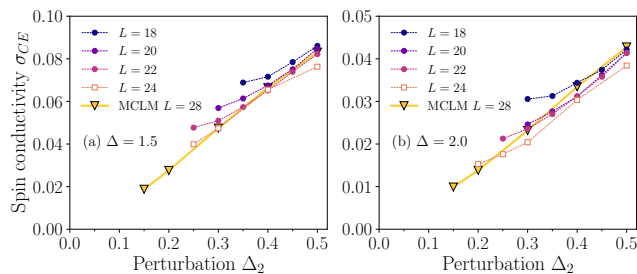 Spin conductivity σ_CE
0.10
0.08
0.06
0.04
0.02
0.00
L = 18
L = 20
L = 22
L = 24
MCLM L = 28
(a) Δ = 1.5
0.0 0.1 0.2 0.3 0.4 0.5
Perturbation Δ₂
0.05
0.04
0.03
0.02
0.01
0.00
L = 18
L = 20
L = 22
L = 24
MCLM L = 28
(b) Δ = 2.0
0.0 0.1 0.2 0.3 0.4 0.5
Perturbation Δ₂